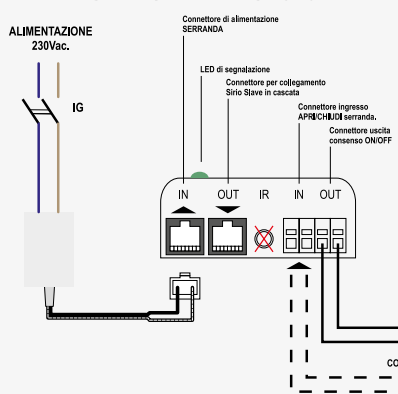 Connettore di alimentazione
SERRANDA
ALIMENTAZIONE
230Vac.
LED di segnalazione
Connettore per collegamento
Sirio Slave in cascata
IG
Connettore ingresso
APRI/CHIUDI serranda.
Connettore uscita
consenso ON/OFF
IN OUT IR IN OUT
CO